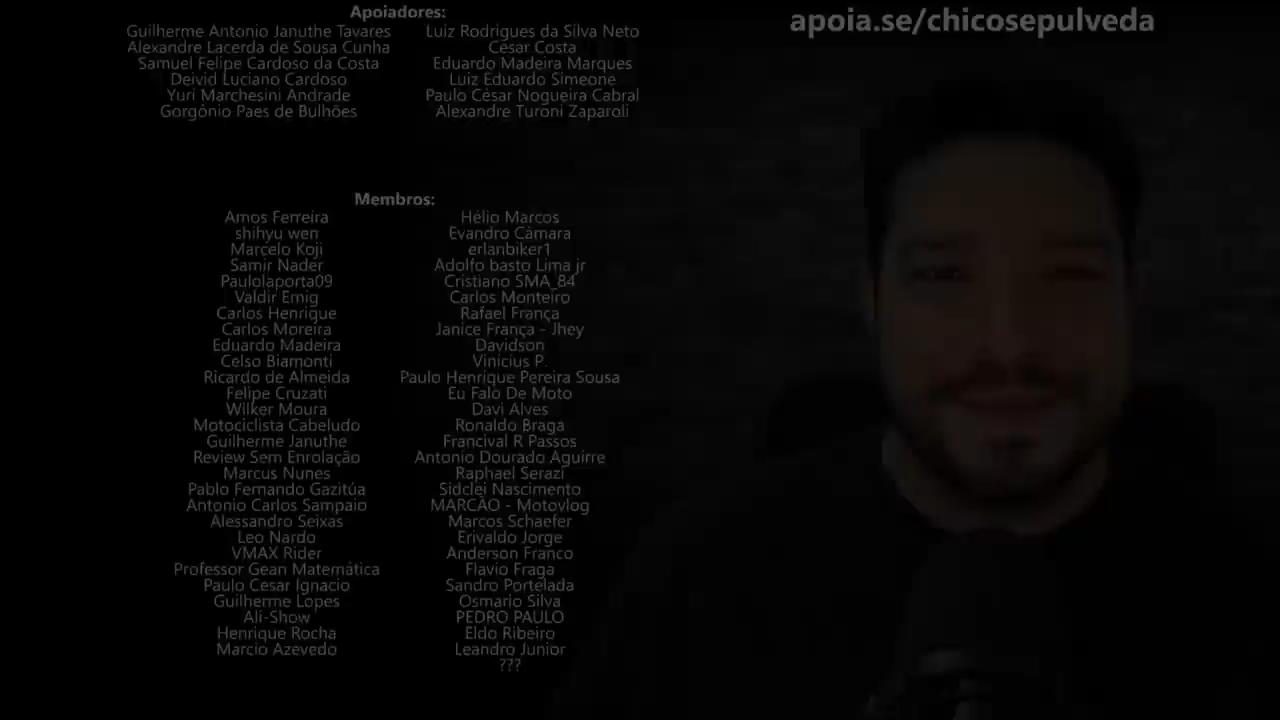 Apoiadores:
apoia.se/chicosepulveda
Guilherme Antonio Januthe Tavares
Alexandre Lacerda de Sousa Cunha
Samuel Felipe Cardoso da Costa
Deivid Luciano Cardoso
Yuri Marchesini Andrade
Gorgônio Paes de Bulhões
Luiz Rodrigues da Silva Neto
César Costa
Eduardo Madeira Marques
Luiz Eduardo Simeone
Paulo César Nogueira Cabral
Alexandre Turoni Zaparoli
Membros:
Amos Ferreira
shihyu wen
Marcelo Koji
Samir Nader
Paulolaporta09
Valdir Emig
Carlos Henrique
Carlos Moreira
Eduardo Madeira
Celso Biamonti
Ricardo de Almeida
Felipe Cruzati
Wilker Moura
Motociclista Cabeludo
Guilherme Januthe
Review Sem Enrolação
Marcus Nunes
Pablo Fernando Gazitúa
Antonio Carlos Sampaio
Alessandro Seixas
Leo Nardo
VMAX Rider
Professor Gean Matemática
Paulo Cesar Ignacio
Guilherme Lopes
Ali-Show
Henrique Rocha
Marcio Azevedo
Hélio Marcos
Evandro Câmara
erlanbiker1
Adolfo basto Lima jr
Cristiano SMA_84
Carlos Monteiro
Rafael França
Janice França - Jhey
Davidson
Vinicius P.
Paulo Henrique Pereira Sousa
Eu Falo De Moto
Davi Alves
Ronaldo Braga
Francival R Passos
Antonio Dourado Aguirre
Raphael Serazi
Sidclei Nascimento
MARCÃO - Motovlog
Marcos Schaefer
Erivaldo Jorge
Anderson Franco
Flavio Fraga
Sandro Portelada
Osmario Silva
PEDRO PAULO
Eldo Ribeiro
Leandro Junior
???